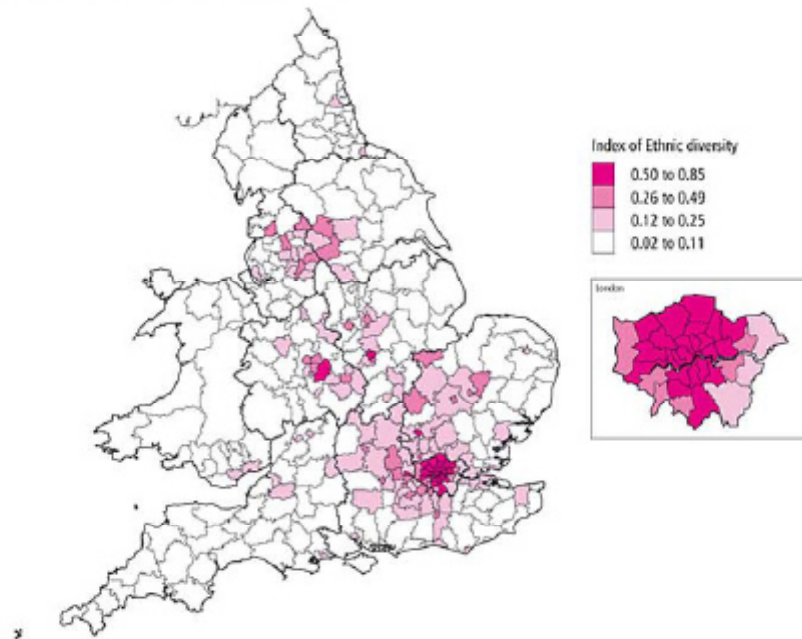 Index of Ethnic diversity
0.50 to 0.85
0.26 to 0.49
0.12 to 0.25
0.02 to 0.11
London